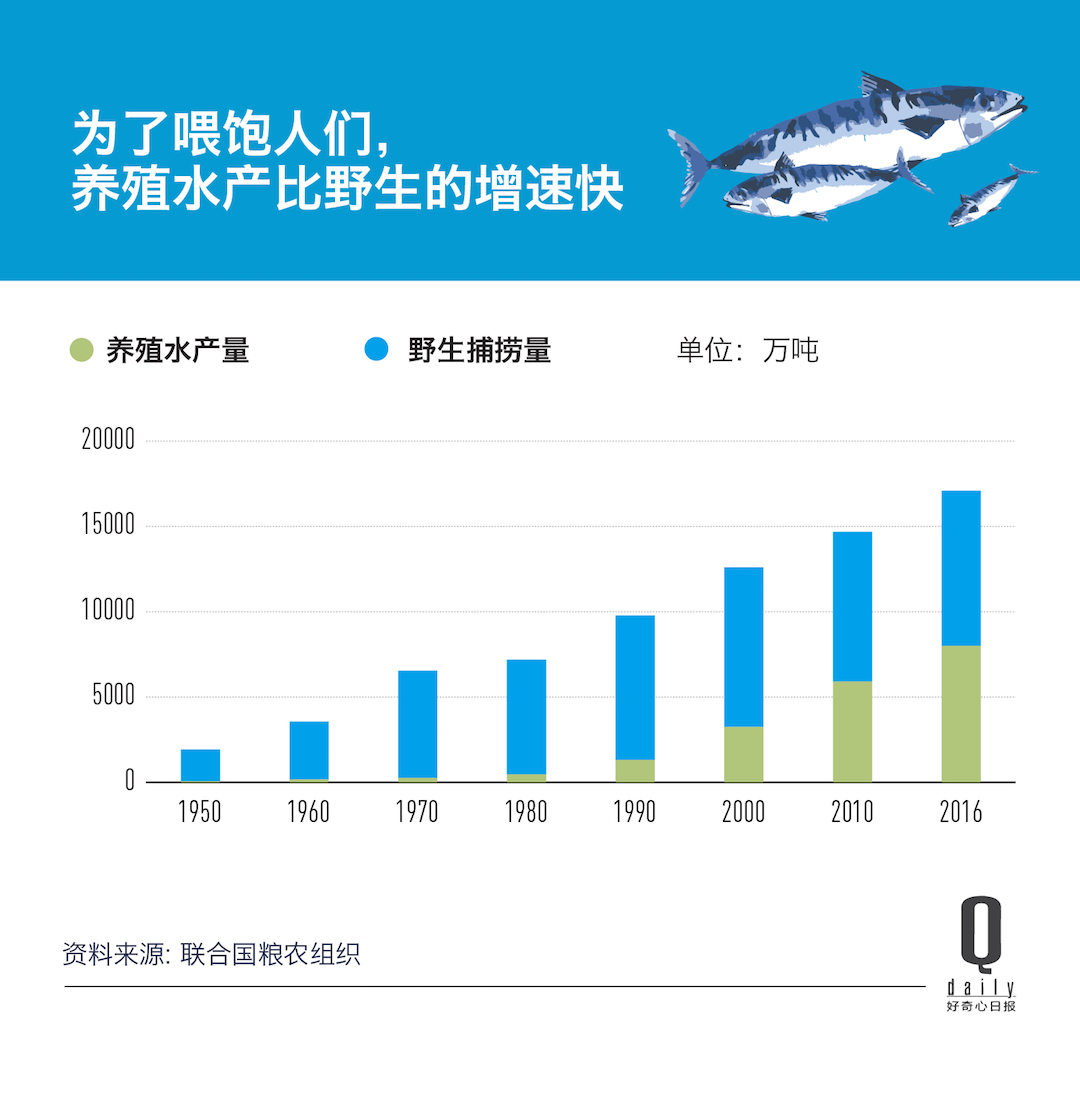 为了喂饱人们，
养殖水产比野生的增速快
养殖水产量 野生捕捞量 单位：万吨
20000
15000
10000
5000
0
1950 1960 1970 1980 1990 2000 2010 2016
资料来源: 联合国粮农组织
Q
daily
好奇心日报